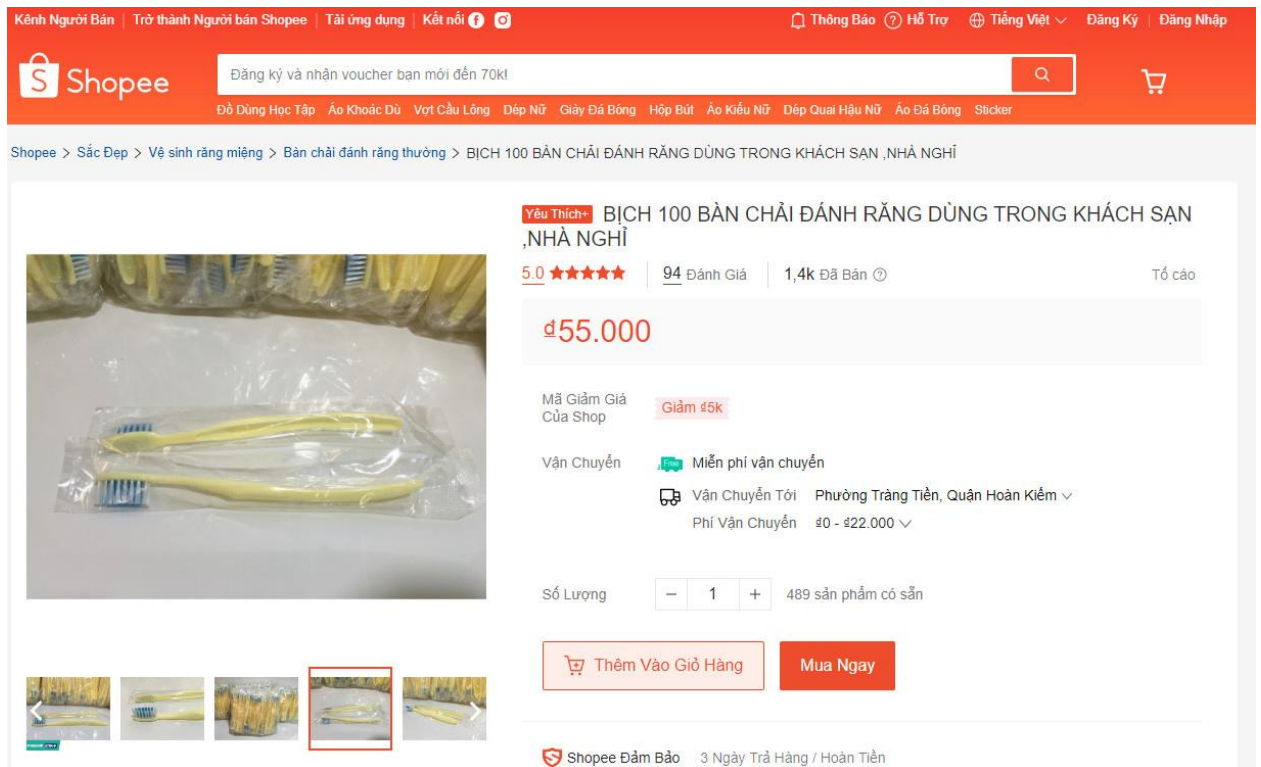 Kênh Người Bán | Trở thành Người bán Shopee | Tải ứng dụng | Kết nối
Thông Báo Hỗ Trợ Tiếng Việt Đăng Ký | Đăng Nhập
Shopee
Đăng ký và nhận voucher bạn mới đến 70k!
Đồ Dùng Học Tập Áo Khoác Dù Vợt Cầu Lông Dép Nữ Giày Đá Bóng Hộp Bút Áo Kiểu Nữ Dép Quai Hậu Nữ Áo Đá Bóng Sticker
Shopee > Sắc Đẹp > Vệ sinh răng miệng > Bàn chải đánh răng thường > BỊCH 100 BÀN CHẢI ĐÁNH RĂNG DÙNG TRONG KHÁCH SẠN ,NHÀ NGHỈ
Yêu Thích+ BỊCH 100 BÀN CHẢI ĐÁNH RĂNG DÙNG TRONG KHÁCH SẠN
,NHÀ NGHỈ
5.0 94 Đánh Giá 1,4k Đã Bán Tố cáo
₫55.000
Mã Giảm Giá
Của Shop
Giảm ₫5k
Vận Chuyển Free Miễn phí vận chuyển
Vận Chuyển Tới Phường Tràng Tiền, Quận Hoàn Kiếm
Phí Vận Chuyển ₫0 - ₫22.000
Số Lượng − 1 + 489 sản phẩm có sẵn
Thêm Vào Giỏ Hàng Mua Ngay
Shopee Đảm Bảo 3 Ngày Trả Hàng / Hoàn Tiền